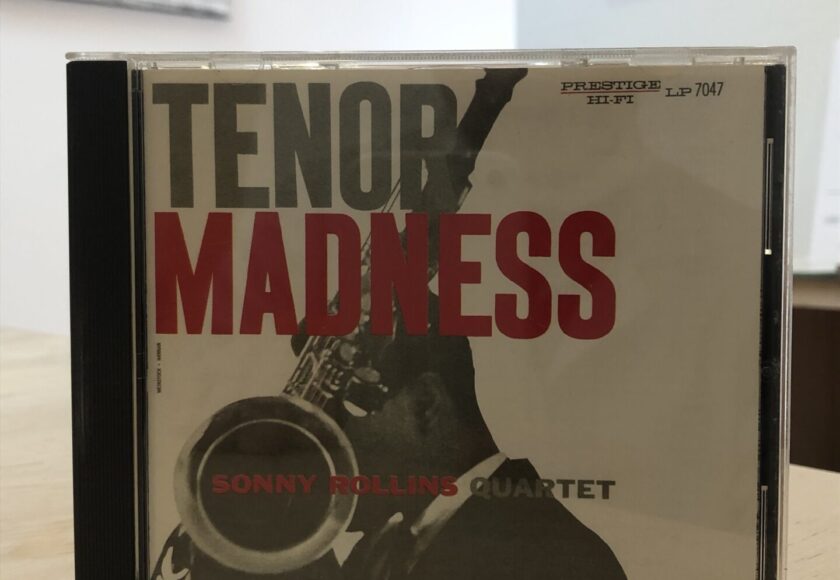 TENOR
MADNESS
PRESTIGE
HI-FI
LP 7047
SONNY ROLLINS QUARTET